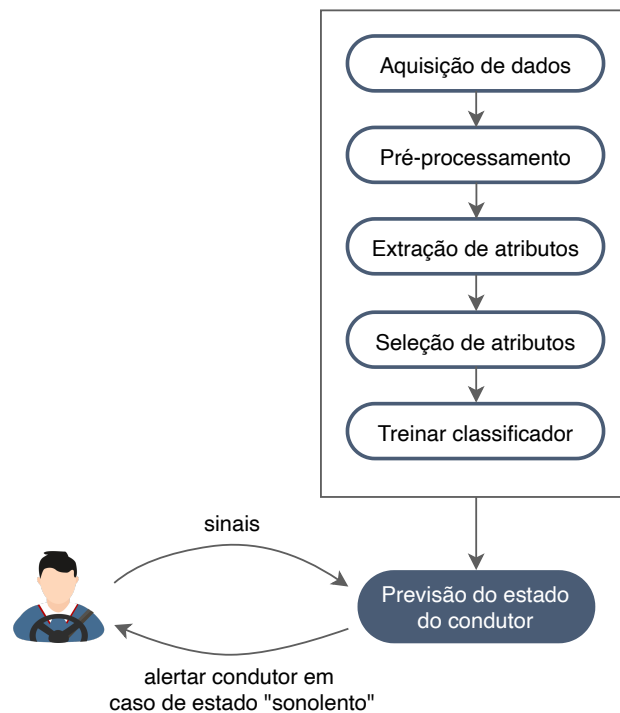 Aquisição de dados
Pré-processamento
Extração de atributos
Seleção de atributos
Treinar classificador
sinais
Previsão do estado
do condutor
alertar condutor em
caso de estado "sonolento"